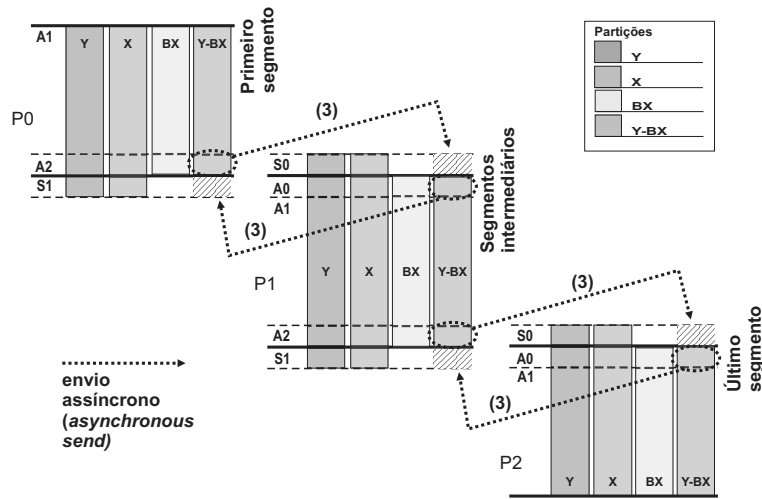 A1
Y X BX Y-BX
Primeiro
segmento
P0
A2
S1
(3)
(3)
Partições
Y
X
BX
Y-BX
S0
A0
A1
Segmentos
intermediários
P1
Y X BX Y-BX
A2
S1
(3)
(3)
S0
A0
A1
Último
segmento
P2
Y X BX Y-BX
envio
assíncrono
(asynchronous
send)